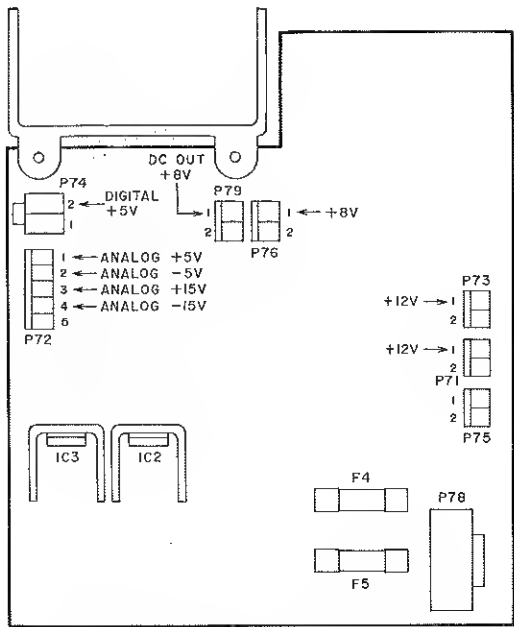 P74
2 DIGITAL
+5V
1
DC OUT
+8V
P79
1
2
1 +8V
2
P76
1 ANALOG +5V
2 ANALOG -5V
3 ANALOG +15V
4 ANALOG -15V
5
P72
P73
+12V 1
2
+12V 1
2
P71
1
2
P75
IC3
IC2
F4
F5
P78